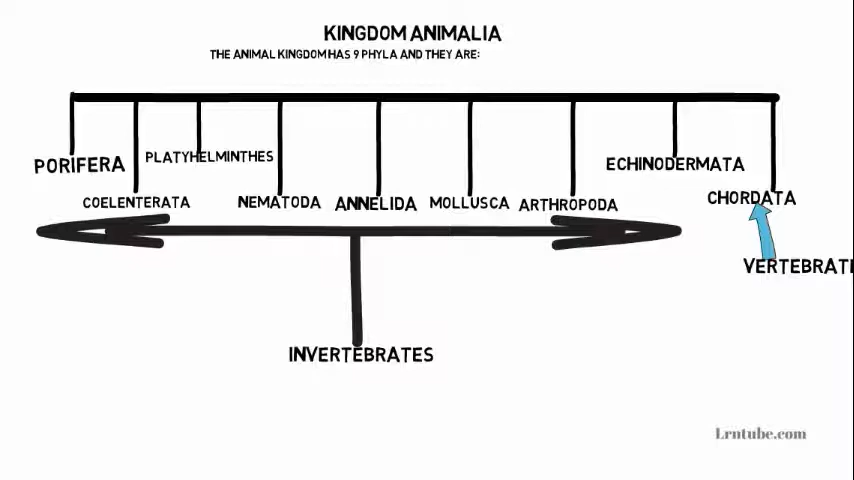 KINGDOM ANIMALIA
THE ANIMAL KINGDOM HAS 9 PHYLA AND THEY ARE:
PORIFERA
COELENTERATA
PLATYHELMINTHES
NEMATODA
ANNELIDA
MOLLUSCA
ARTHROPODA
ECHINODERMATA
CHORDATA
VERTEBRATE
INVERTEBRATES
Lrntube.com